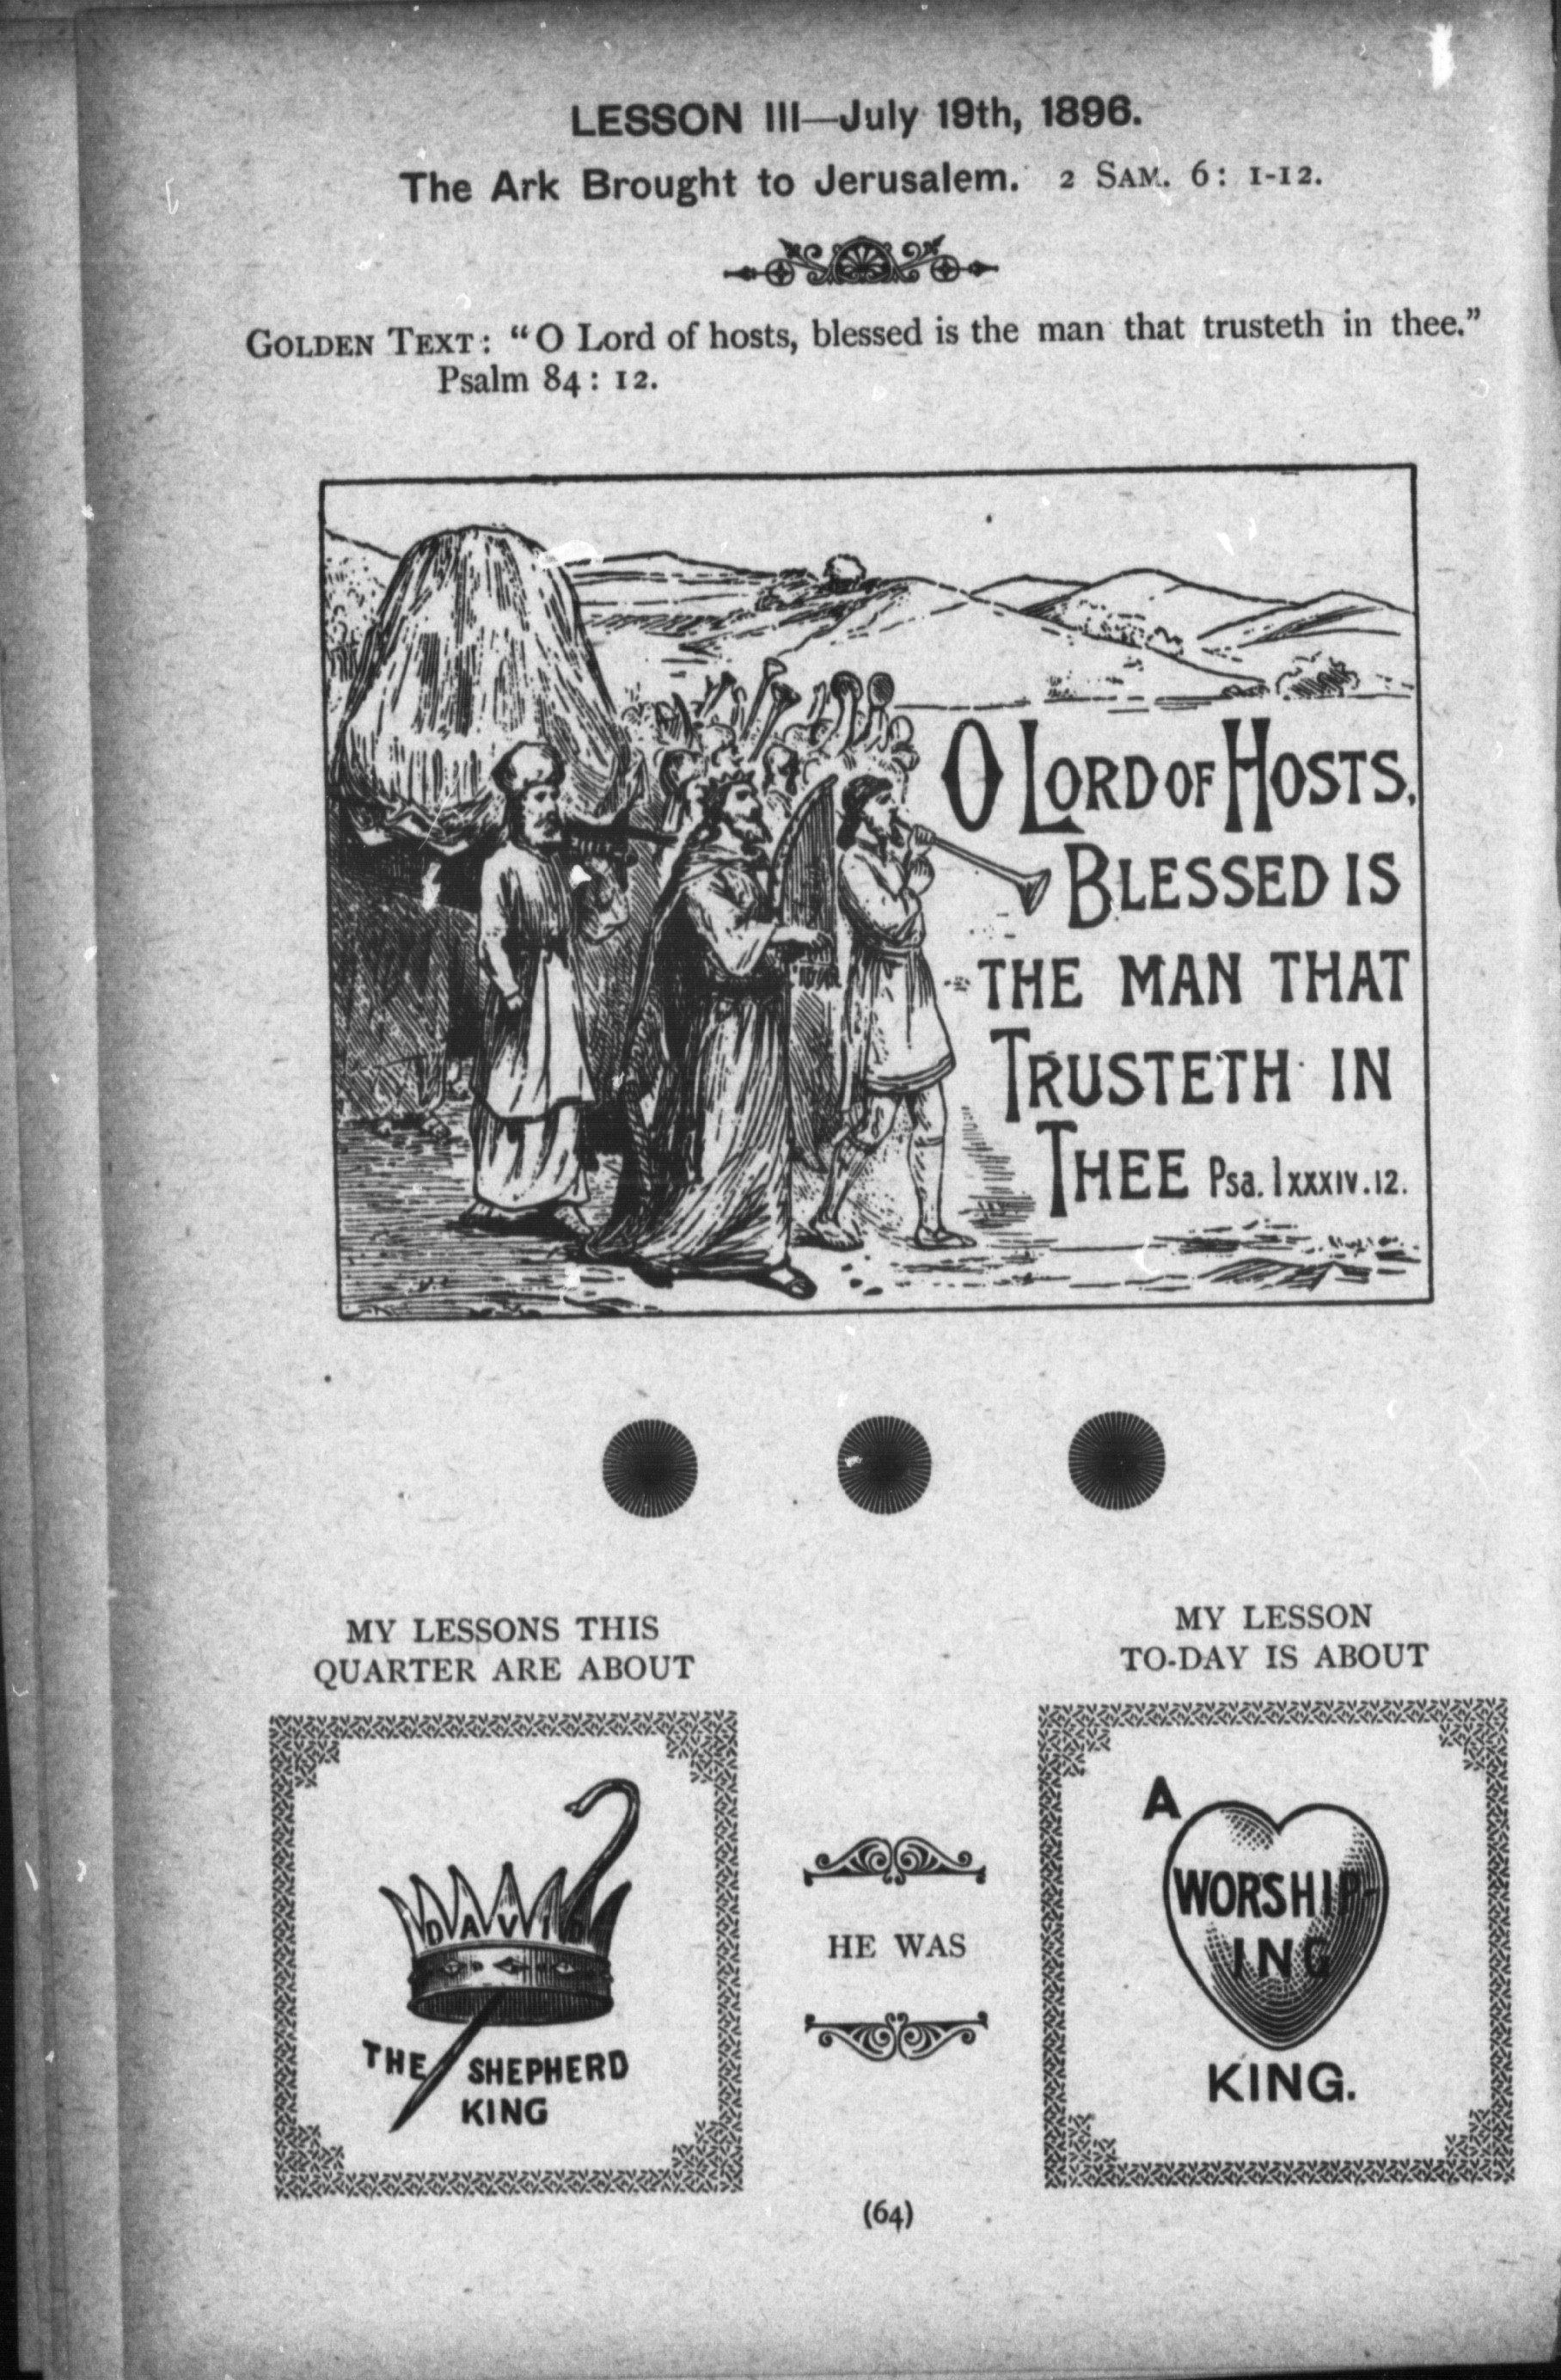 LESSON III—July 19th, 1896.
The Ark Brought to Jerusalem. 2 SAM. 6: 1-12.
GOLDEN TEXT: "O Lord of hosts, blessed is the man that trusteth in thee."
Psalm 84: 12.
O LORD OF HOSTS,
BLESSED IS
THE MAN THAT
TRUSTETH IN
THEE Psa. lxxxiv.12.
MY LESSONS THIS
QUARTER ARE ABOUT
DAVID
THE SHEPHERD
KING
HE WAS
MY LESSON
TO-DAY IS ABOUT
A
WORSHIP-
ING
KING.
(64)